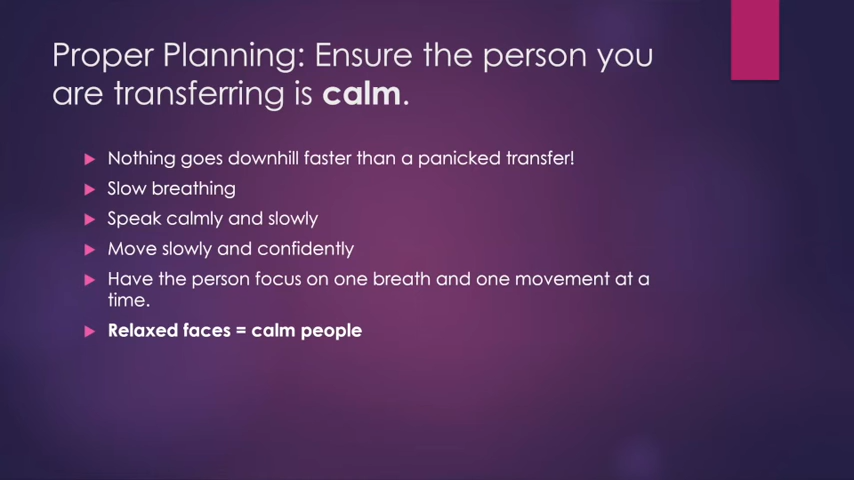 Proper Planning: Ensure the person you
are transferring is calm.
Nothing goes downhill faster than a panicked transfer!
Slow breathing
Speak calmly and slowly
Move slowly and confidently
Have the person focus on one breath and one movement at a
time.
Relaxed faces = calm people